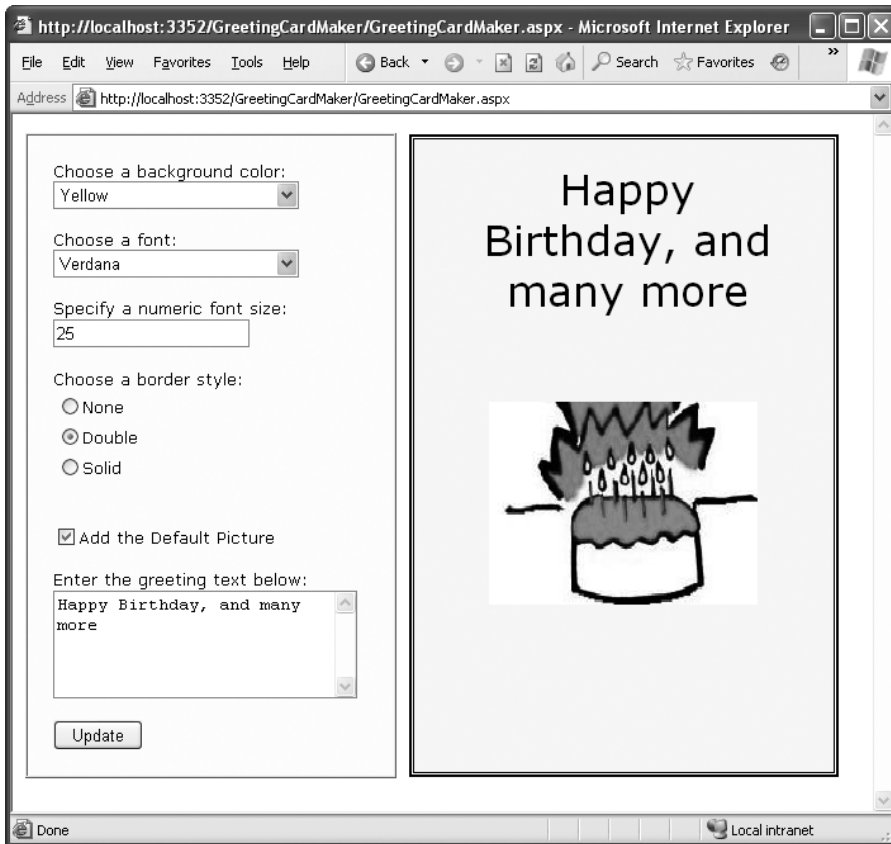 http://localhost:3352/GreetingCardMaker/GreetingCardMaker.aspx - Microsoft Internet Explorer
File Edit View Favorites Tools Help Back Search Favorites »
Address http://localhost:3352/GreetingCardMaker/GreetingCardMaker.aspx
Choose a background color:
Yellow
Choose a font:
Verdana
Specify a numeric font size:
25
Choose a border style:
None
Double
Solid
Add the Default Picture
Enter the greeting text below:
Happy Birthday, and many
more
Update
Happy
Birthday, and
many more
Done
Local intranet